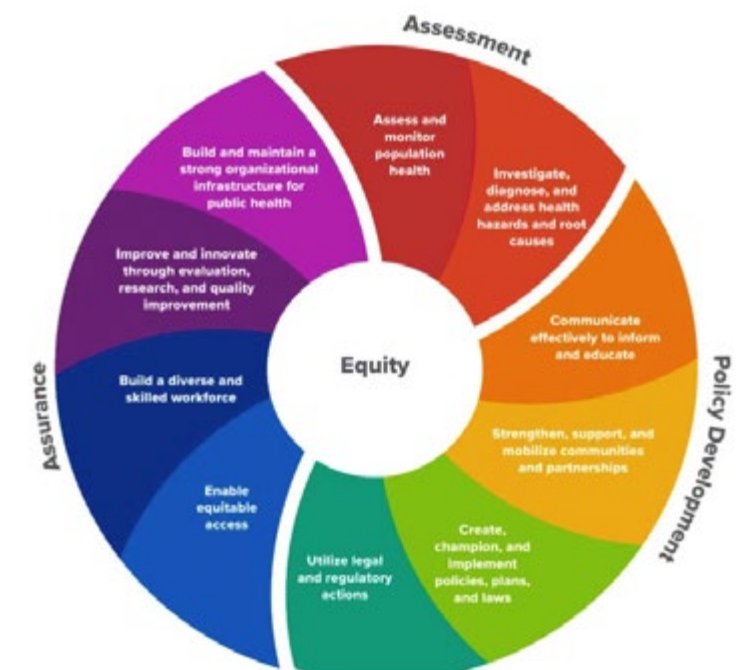 Assessment
Assess and
monitor
population
health
Investigate,
diagnose, and
address health
hazards and root
causes
Policy Development
Communicate
effectively to inform
and educate
Strengthen, support, and
mobilize communities
and partnerships
Create,
champion, and
implement
policies, plans,
and laws
Utilize legal
and regulatory
actions
Assurance
Enable
equitable
access
Build a diverse and
skilled workforce
Improve and innovate
through evaluation,
research, and quality
improvement
Build and maintain a
strong organizational
infrastructure for
public health
Equity